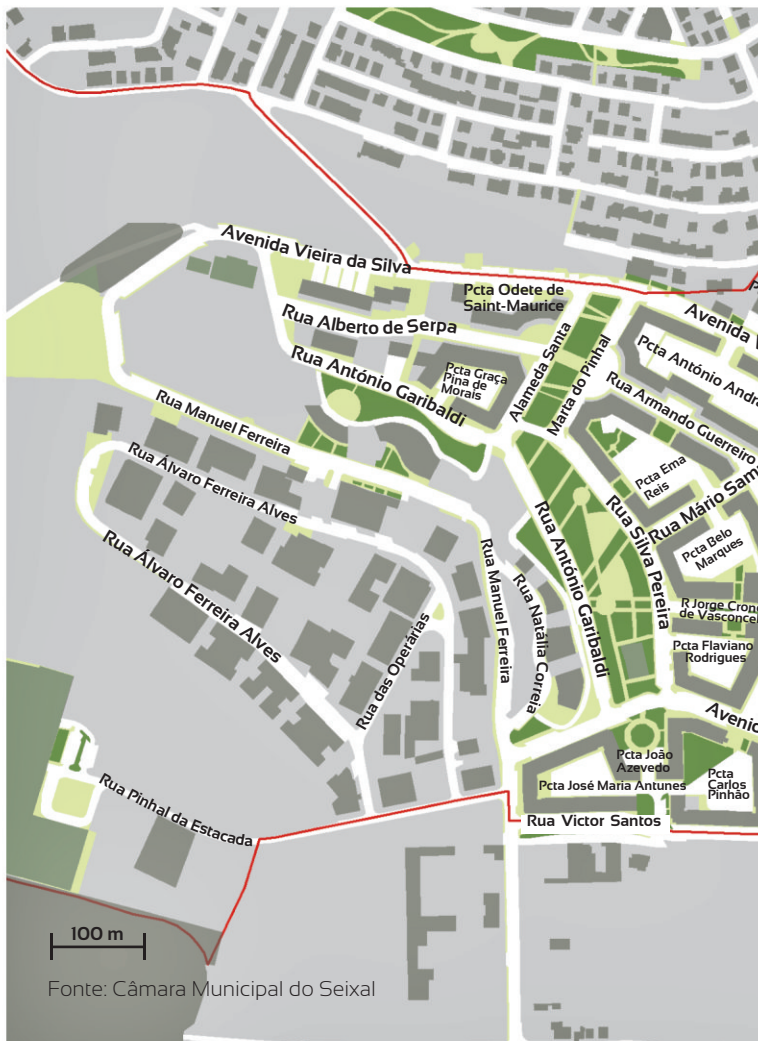 Avenida Vieira da Silva
Pcta Odete de
Saint-Maurice
P
Avenida V
Rua Alberto de Serpa
Alameda Santa
Marta do Pinhal
Pcta António Andra
Pcta Graça
Pina de
Morais
Rua António Garibaldi
Rua Armando Guerreiro
Rua Manuel Ferreira
Rua Álvaro Ferreira Alves
Pcta Ema
Reis
Rua Mário Samp
Rua Silva Pereira
Pcta Belo
Marques
Rua Álvaro Ferreira Alves
Rua Manuel Ferreira
Rua Natália Correia
Rua António Garibaldi
R Jorge Crone
de Vasconcel
Rua das Operárias
Pcta Flaviano
Rodrigues
Avenid
Pcta João
Azevedo
Pcta José Maria Antunes
Pcta
Carlos
Pinhão
Rua Pinhal da Estacada
Rua Victor Santos
100 m
Fonte: Câmara Municipal do Seixal